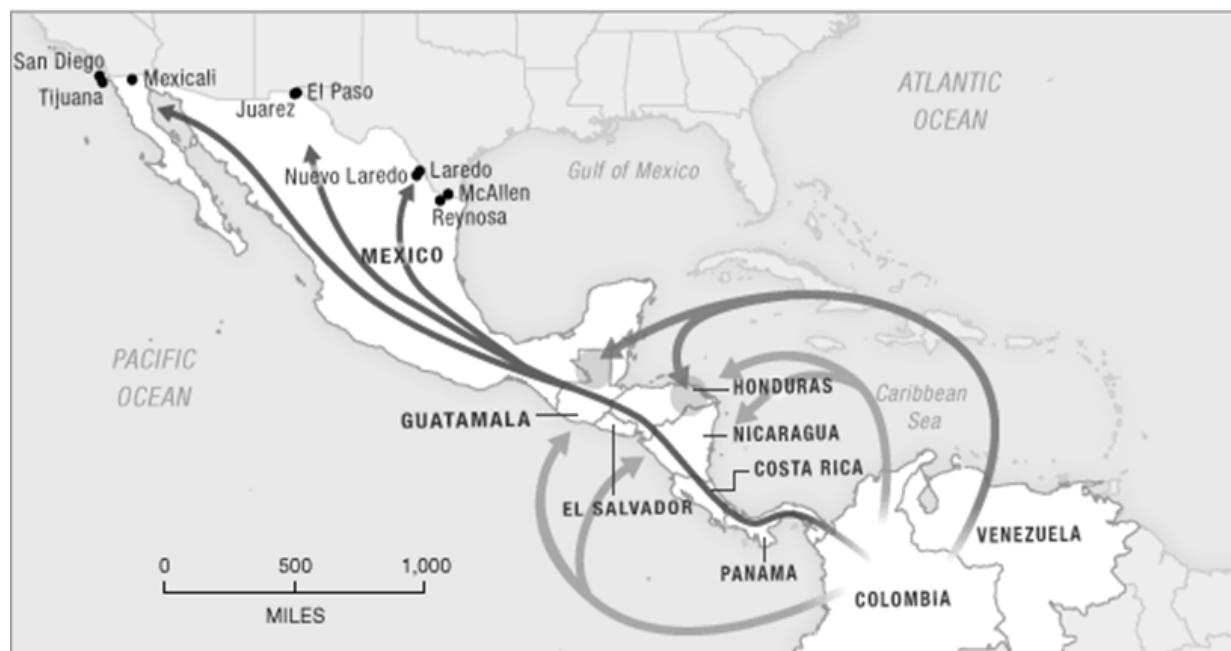 San Diego
Tijuana
Mexicali
El Paso
Juarez
Nuevo Laredo
Laredo
McAllen
Reynosa
MEXICO
Gulf of Mexico
ATLANTIC
OCEAN
PACIFIC
OCEAN
GUATAMALA
HONDURAS
Caribbean
Sea
NICARAGUA
COSTA RICA
EL SALVADOR
VENEZUELA
PANAMA
COLOMBIA
0 500 1,000
MILES